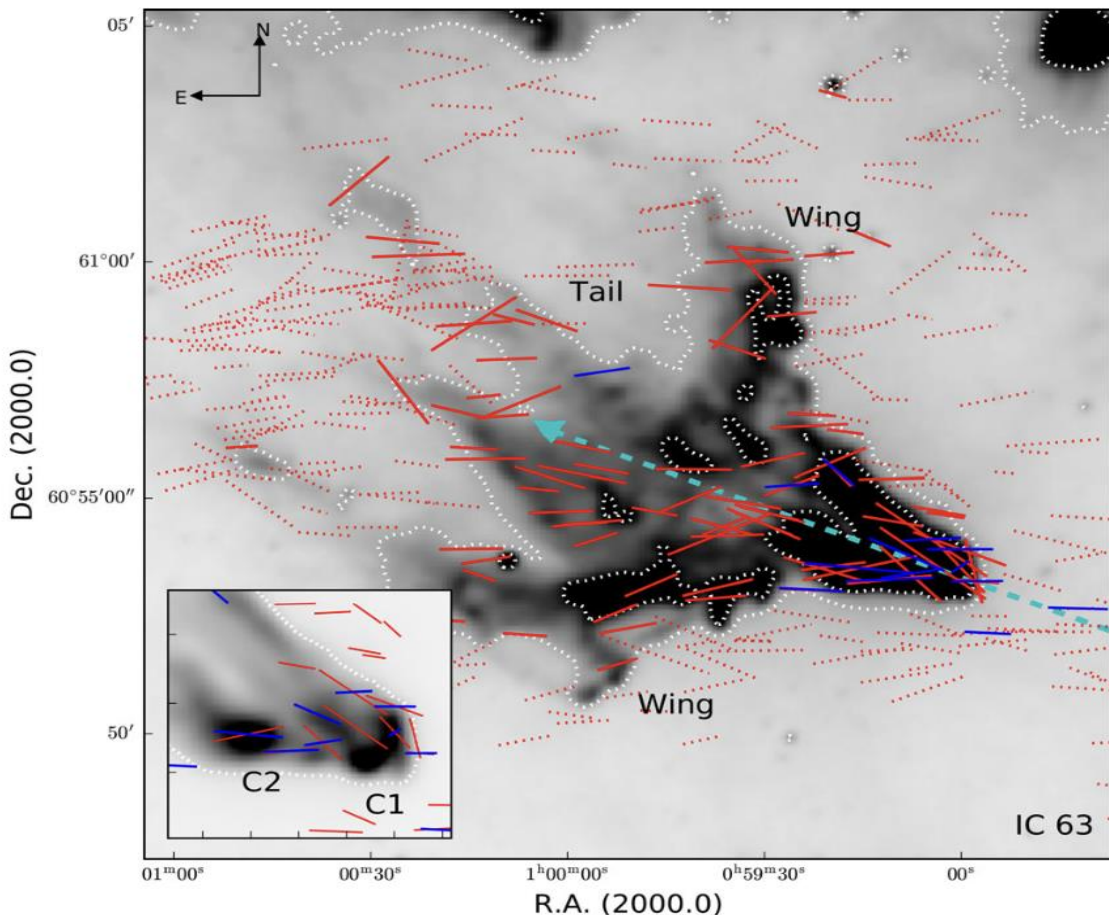 05′
N
E
Wing
61°00′
Tail
Dec. (2000.0)
60°55′00″
Wing
50′
C2
C1
IC 63
01ᵐ00ˢ
00ᵐ30ˢ
1ʰ00ᵐ00ˢ
0ʰ59ᵐ30ˢ
00ˢ
R.A. (2000.0)